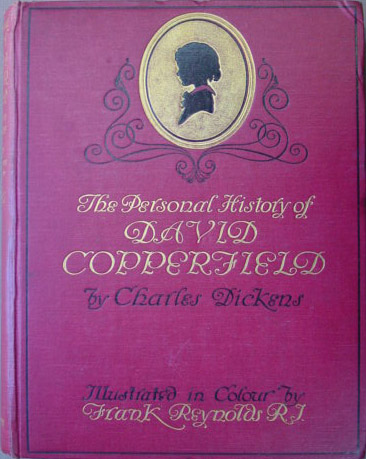 The Personal History of
DAVID
COPPERFIELD
by Charles Dickens
Illustrated in Colour by
Frank Reynolds R.I.